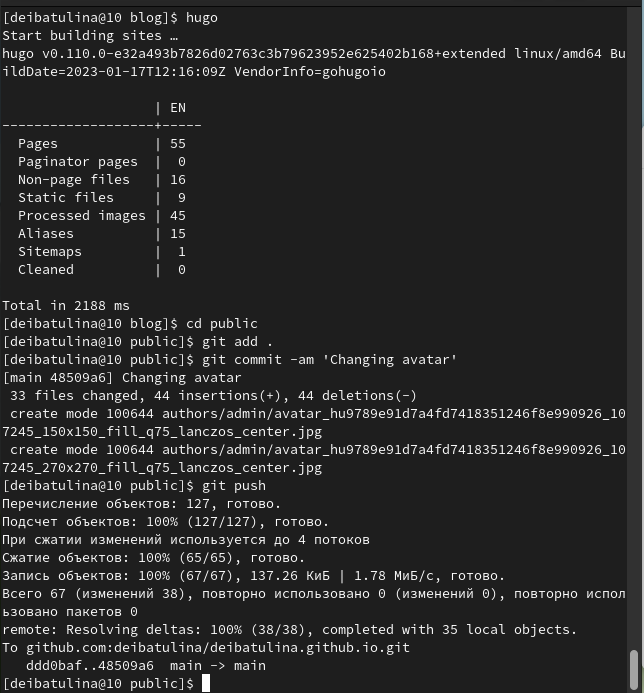 [deibatulina@10 blog]$ hugo
Start building sites …
hugo v0.110.0-e32a493b7826d02763c3b79623952e625402b168+extended linux/amd64 Bu
ildDate=2023-01-17T12:16:09Z VendorInfo=gohugoio
                   | EN
-------------------+-----
  Pages            | 55
  Paginator pages  |  0
  Non-page files   | 16
  Static files     |  9
  Processed images | 45
  Aliases          | 15
  Sitemaps         |  1
  Cleaned          |  0
Total in 2188 ms
[deibatulina@10 blog]$ cd public
[deibatulina@10 public]$ git add .
[deibatulina@10 public]$ git commit -am 'Changing avatar'
[main 48509a6] Changing avatar
 33 files changed, 44 insertions(+), 44 deletions(-)
 create mode 100644 authors/admin/avatar_hu9789e91d7a4fd7418351246f8e990926_10
7245_150x150_fill_q75_lanczos_center.jpg
 create mode 100644 authors/admin/avatar_hu9789e91d7a4fd7418351246f8e990926_10
7245_270x270_fill_q75_lanczos_center.jpg
[deibatulina@10 public]$ git push
Перечисление объектов: 127, готово.
Подсчет объектов: 100% (127/127), готово.
При сжатии изменений используется до 4 потоков
Сжатие объектов: 100% (65/65), готово.
Запись объектов: 100% (67/67), 137.26 КиБ | 1.78 МиБ/с, готово.
Всего 67 (изменений 38), повторно использовано 0 (изменений 0), повторно испол
ьзовано пакетов 0
remote: Resolving deltas: 100% (38/38), completed with 35 local objects.
To github.com:deibatulina/deibatulina.github.io.git
   ddd0baf..48509a6  main -> main
[deibatulina@10 public]$